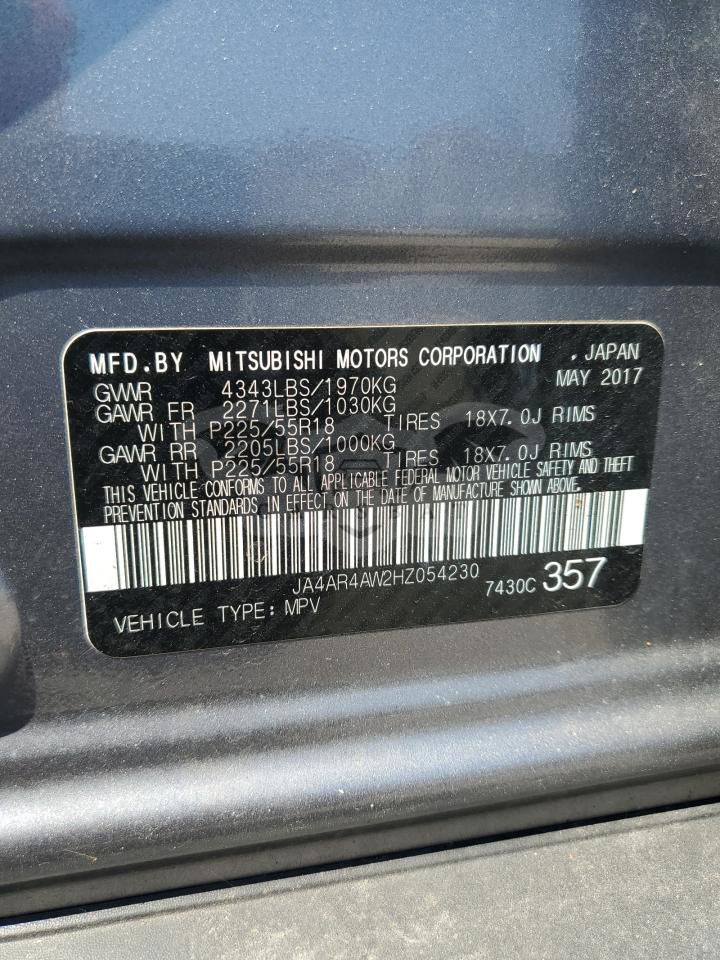 MFD.BY MITSUBISHI MOTORS CORPORATION . JAPAN
GVWR 4343LBS/1970KG MAY 2017
GAWR FR 2271LBS/1030KG
WITH P225/55R18 TIRES 18X7.0J RIMS
GAWR RR 2205LBS/1000KG
WITH P225/55R18 TIRES 18X7.0J RIMS
THIS VEHICLE CONFORMS TO ALL APPLICABLE FEDERAL MOTOR VEHICLE SAFETY AND THEFT
PREVENTION STANDARDS IN EFFECT ON THE DATE OF MANUFACTURE SHOWN ABOVE.
JA4AR4AW2HZ054230
7430C 357
VEHICLE TYPE: MPV